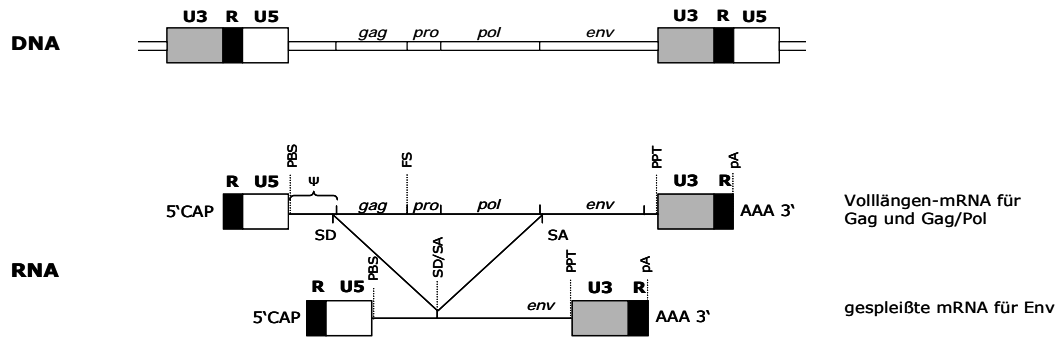 U3 R U5 U3 R U5
DNA gag pro pol env
PBS FS PPT pA
R U5 ψ U3 R
5‛CAP gag pro pol env AAA 3‛
Volllängen-mRNA für
Gag und Gag/Pol
SD SA
RNA
PBS SD/SA PPT pA
R U5 env U3 R
5‛CAP AAA 3‛
gespleißte mRNA für Env